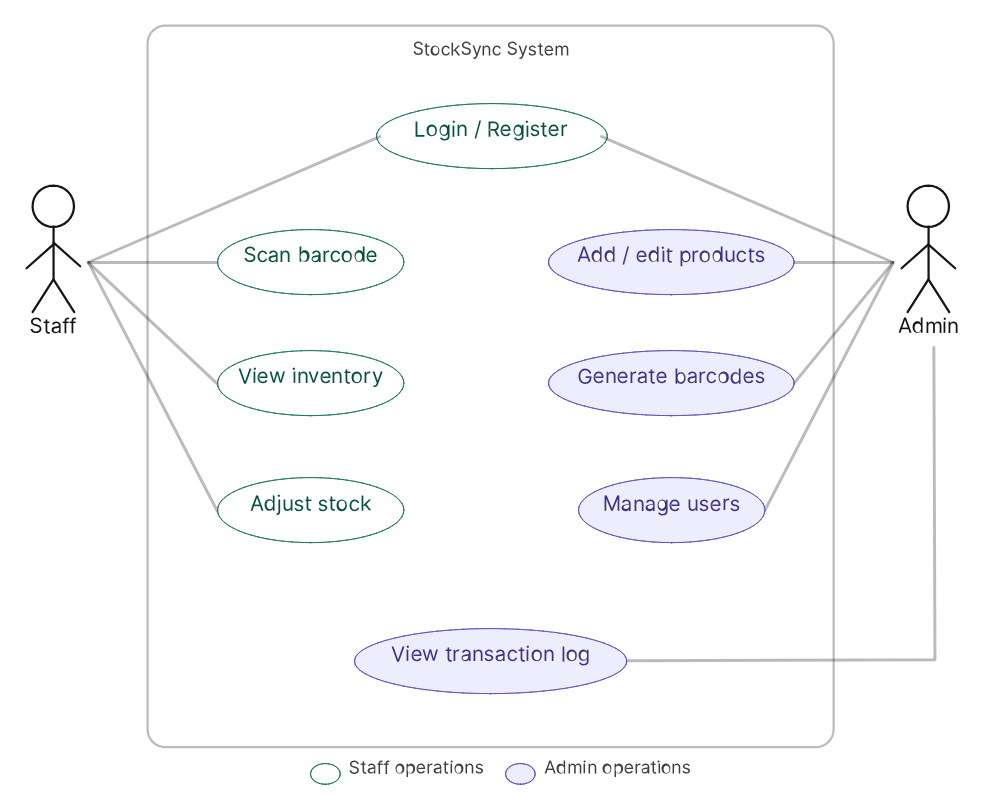 StockSync System
Login / Register
Scan barcode
Add / edit products
Staff
Admin
View inventory
Generate barcodes
Adjust stock
Manage users
View transaction log
Staff operations
Admin operations